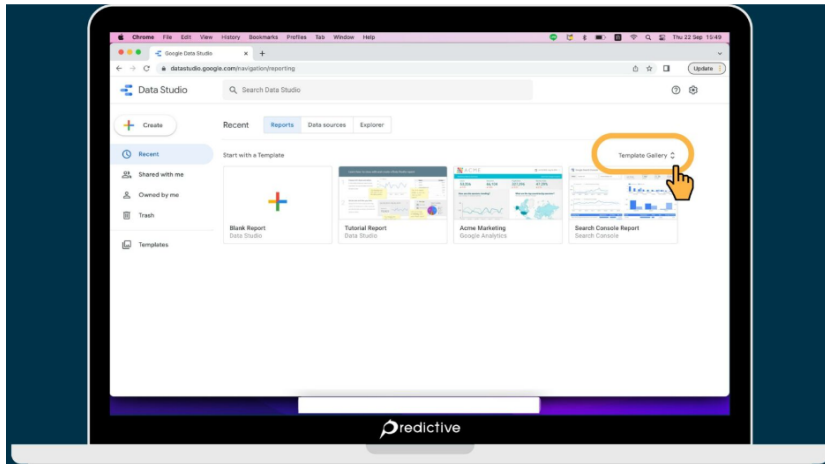 Chrome File Edit View History Bookmarks Profiles Tab Window Help Thu 22 Sep 15:49
Google Data Studio
datastudio.google.com/navigation/reporting Update
Data Studio Search Data Studio
Create Recent Reports Data sources Explorer
Recent Start with a Template Template Gallery
Shared with me
Owned by me
Trash
Templates
ACME
Blank Report Tutorial Report Acme Marketing Search Console Report
Data Studio Data Studio Google Analytics Search Console
Predictive